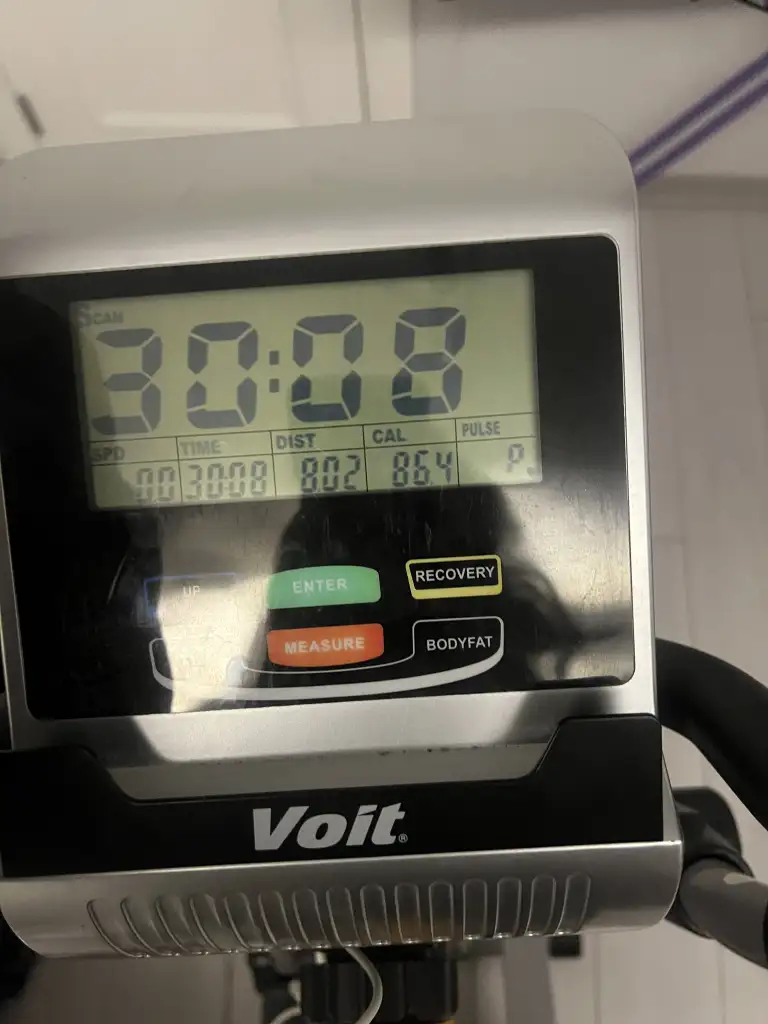 SCAN
30:08
SPD TIME DIST CAL PULSE
0.0 30:08 8.02 86.4 P.
UP ENTER RECOVERY
MEASURE BODYFAT
Voit®